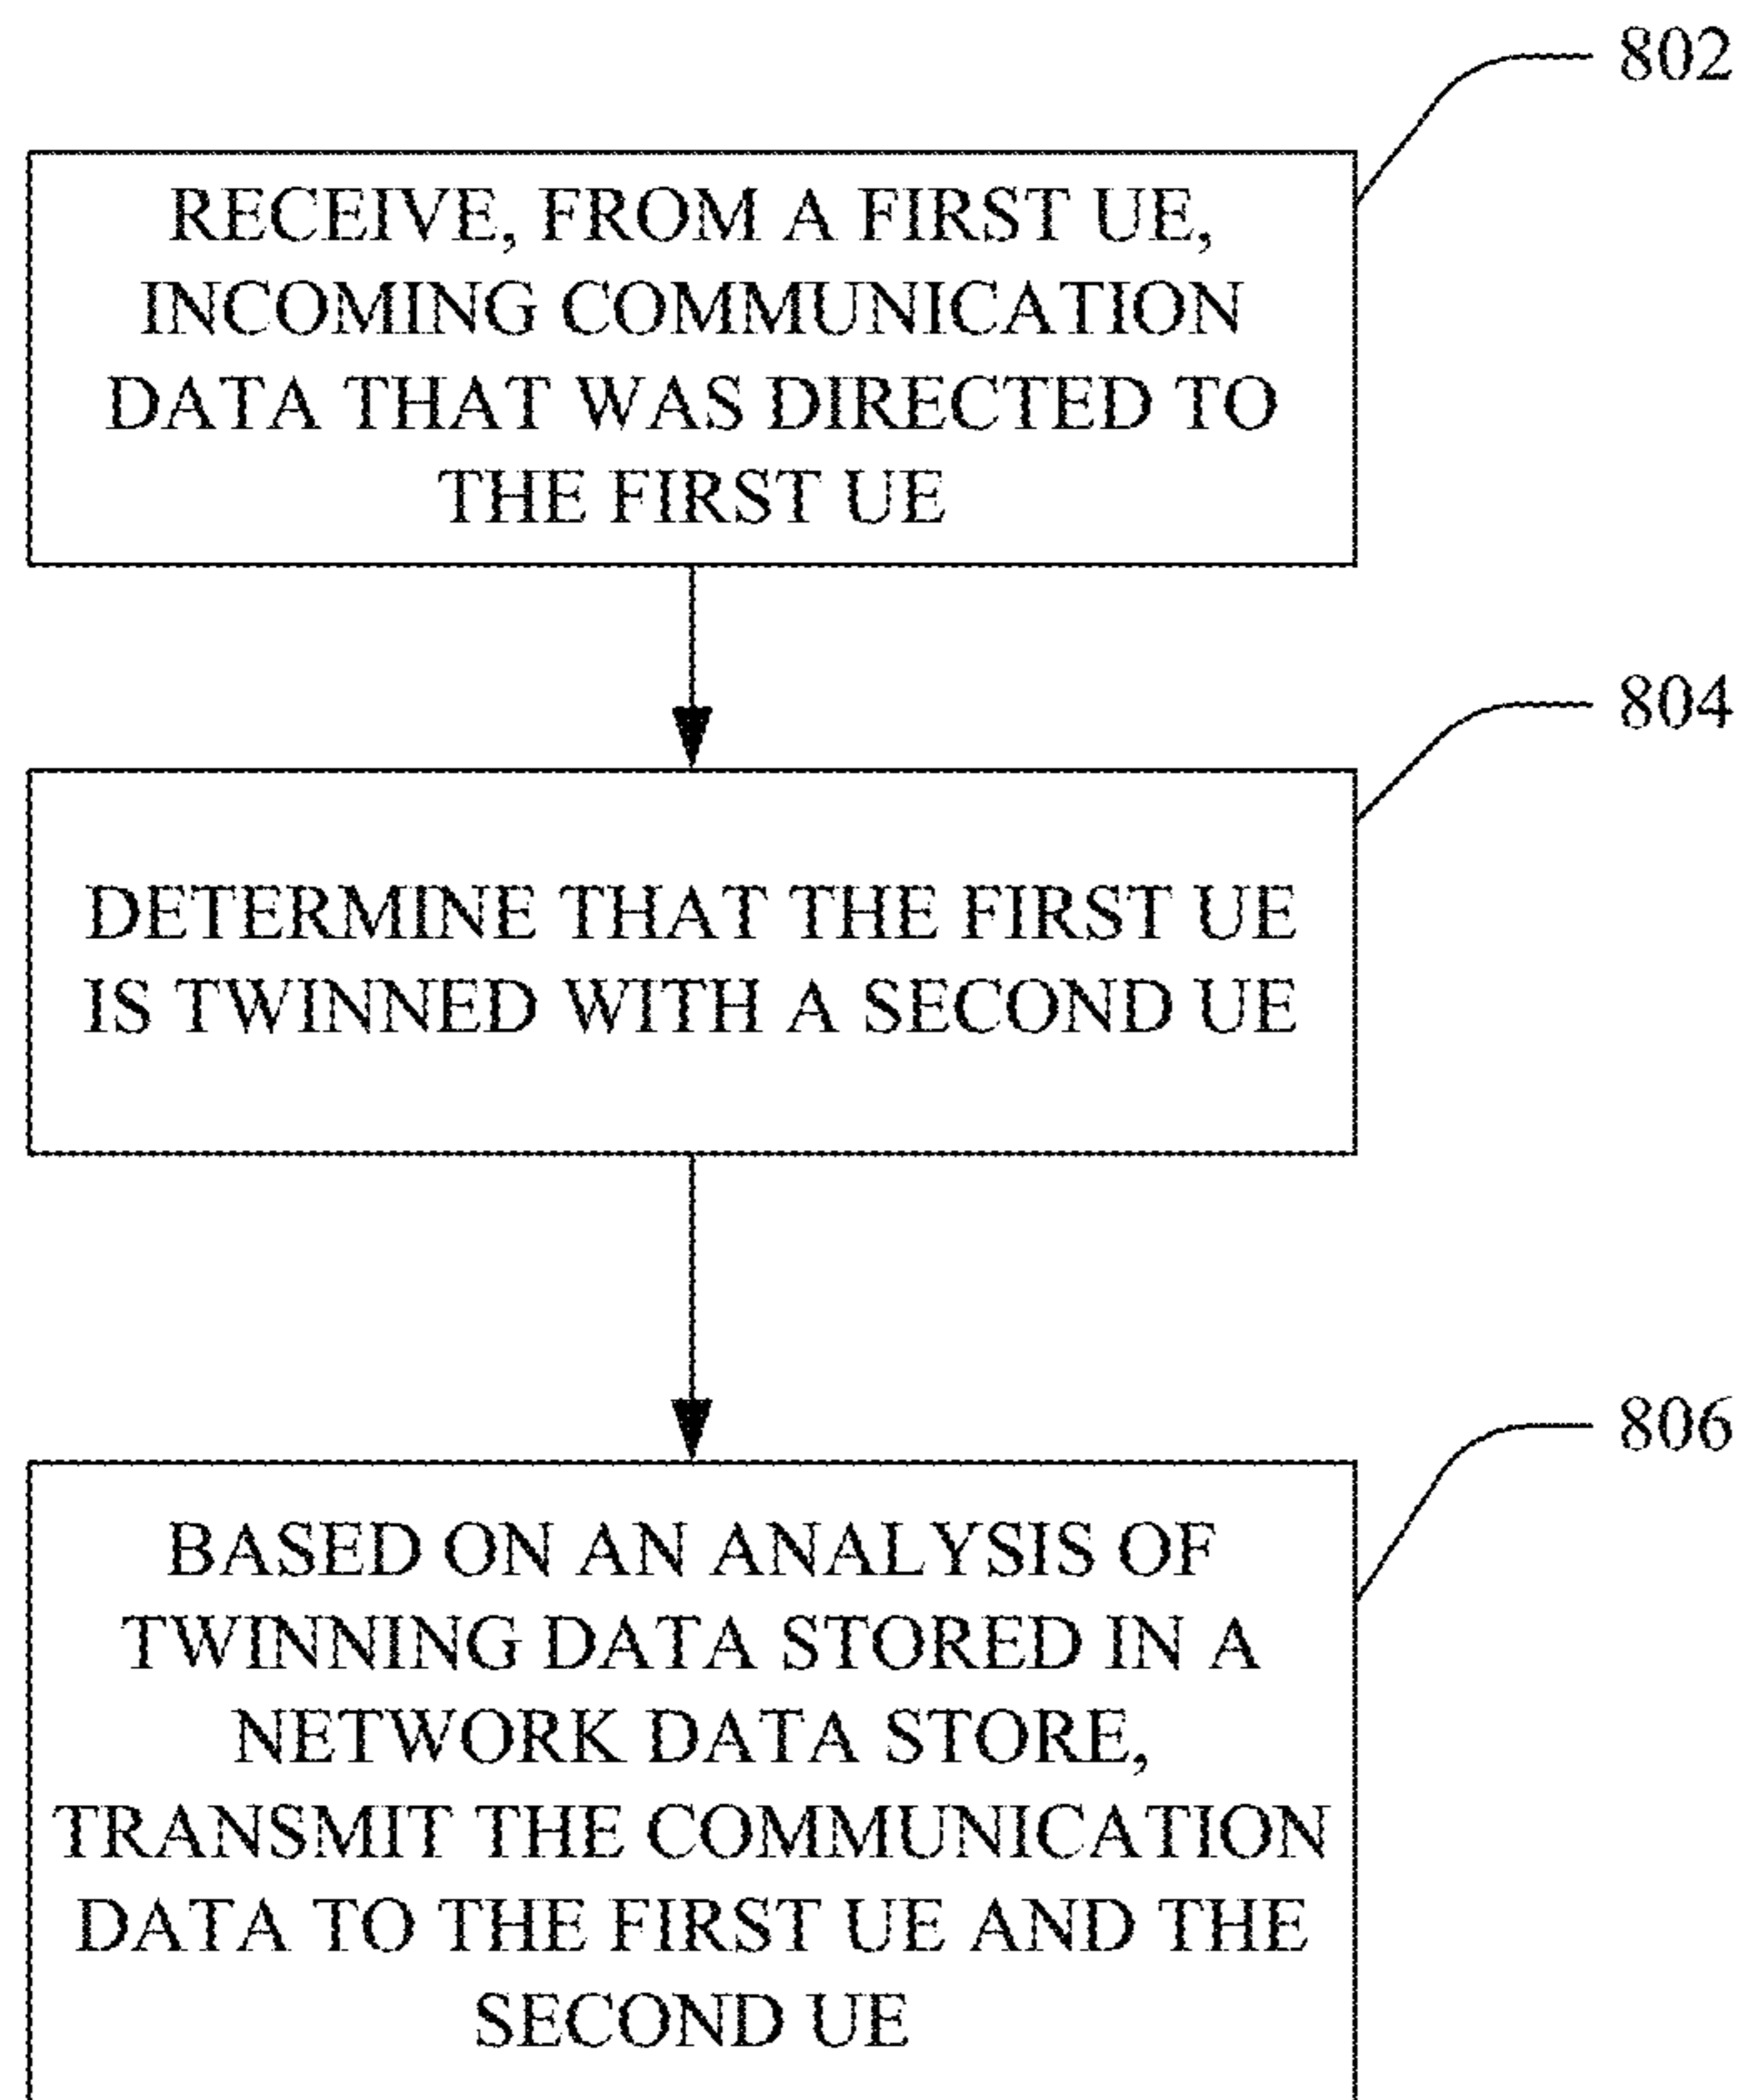 802
RECEIVE, FROM A FIRST UE,
INCOMING COMMUNICATION
DATA THAT WAS DIRECTED TO
THE FIRST UE
804
DETERMINE THAT THE FIRST UE
IS TWINNED WITH A SECOND UE
806
BASED ON AN ANALYSIS OF
TWINNING DATA STORED IN A
NETWORK DATA STORE,
TRANSMIT THE COMMUNICATION
DATA TO THE FIRST UE AND THE
SECOND UE